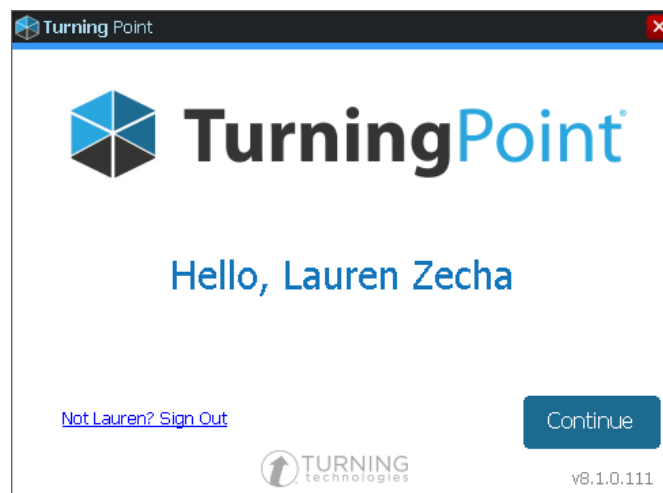 Turning Point
TurningPoint®
Hello, Lauren Zecha
Not Lauren? Sign Out
Continue
TURNING
technologies
v8.1.0.111